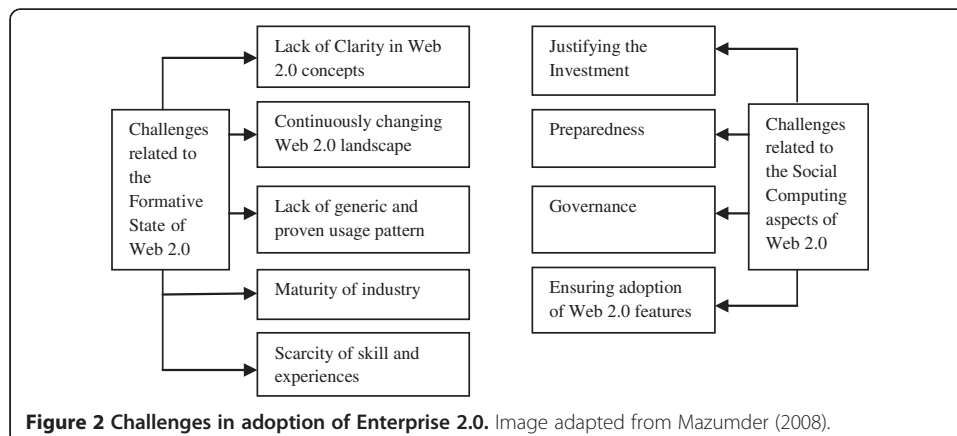 Challenges
related to
the
Formative
State of
Web 2.0
Lack of Clarity in Web
2.0 concepts
Continuously changing
Web 2.0 landscape
Lack of generic and
proven usage pattern
Maturity of industry
Scarcity of skill and
experiences
Justifying the
Investment
Preparedness
Governance
Ensuring adoption
of Web 2.0 features
Challenges
related to
the Social
Computing
aspects of
Web 2.0
Figure 2 Challenges in adoption of Enterprise 2.0. Image adapted from Mazumder (2008).